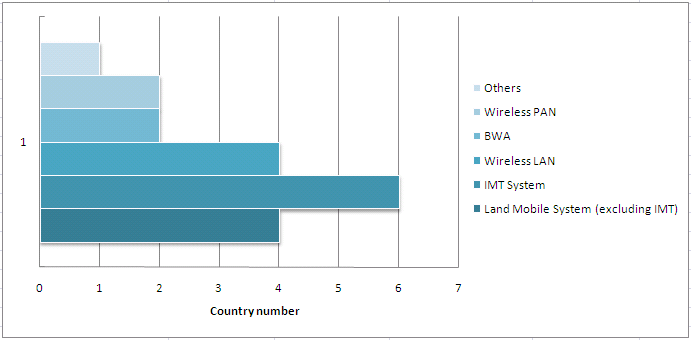 Others
Wireless PAN
BWA
1
Wireless LAN
IMT System
Land Mobile System (excluding IMT)
0 1 2 3 4 5 6 7
Country number